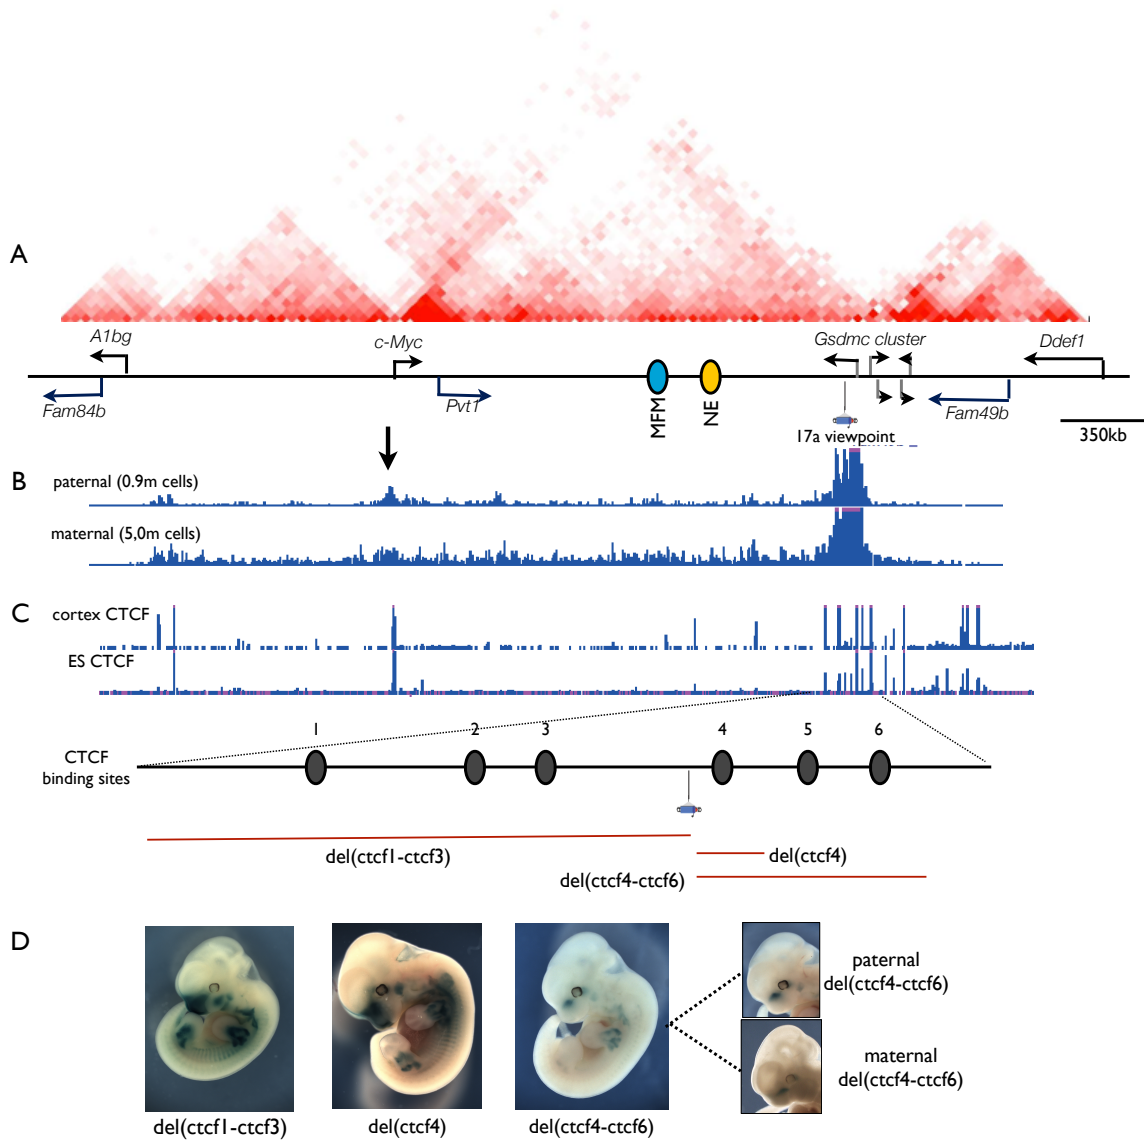 A
A1bg
c-Myc
Gsdmc cluster
Ddef1
Fam84b
Pvt1
MFM
NE
Fam49b
350kb
17a viewpoint
B
paternal (0.9m cells)
maternal (5,0m cells)
C
cortex CTCF
ES CTCF
1
2
3
4
5
6
CTCF
binding sites
del(ctcf1-ctcf3)
del(ctcf4)
del(ctcf4-ctcf6)
D
paternal
del(ctcf4-ctcf6)
maternal
del(ctcf4-ctcf6)
del(ctcf1-ctcf3)
del(ctcf4)
del(ctcf4-ctcf6)